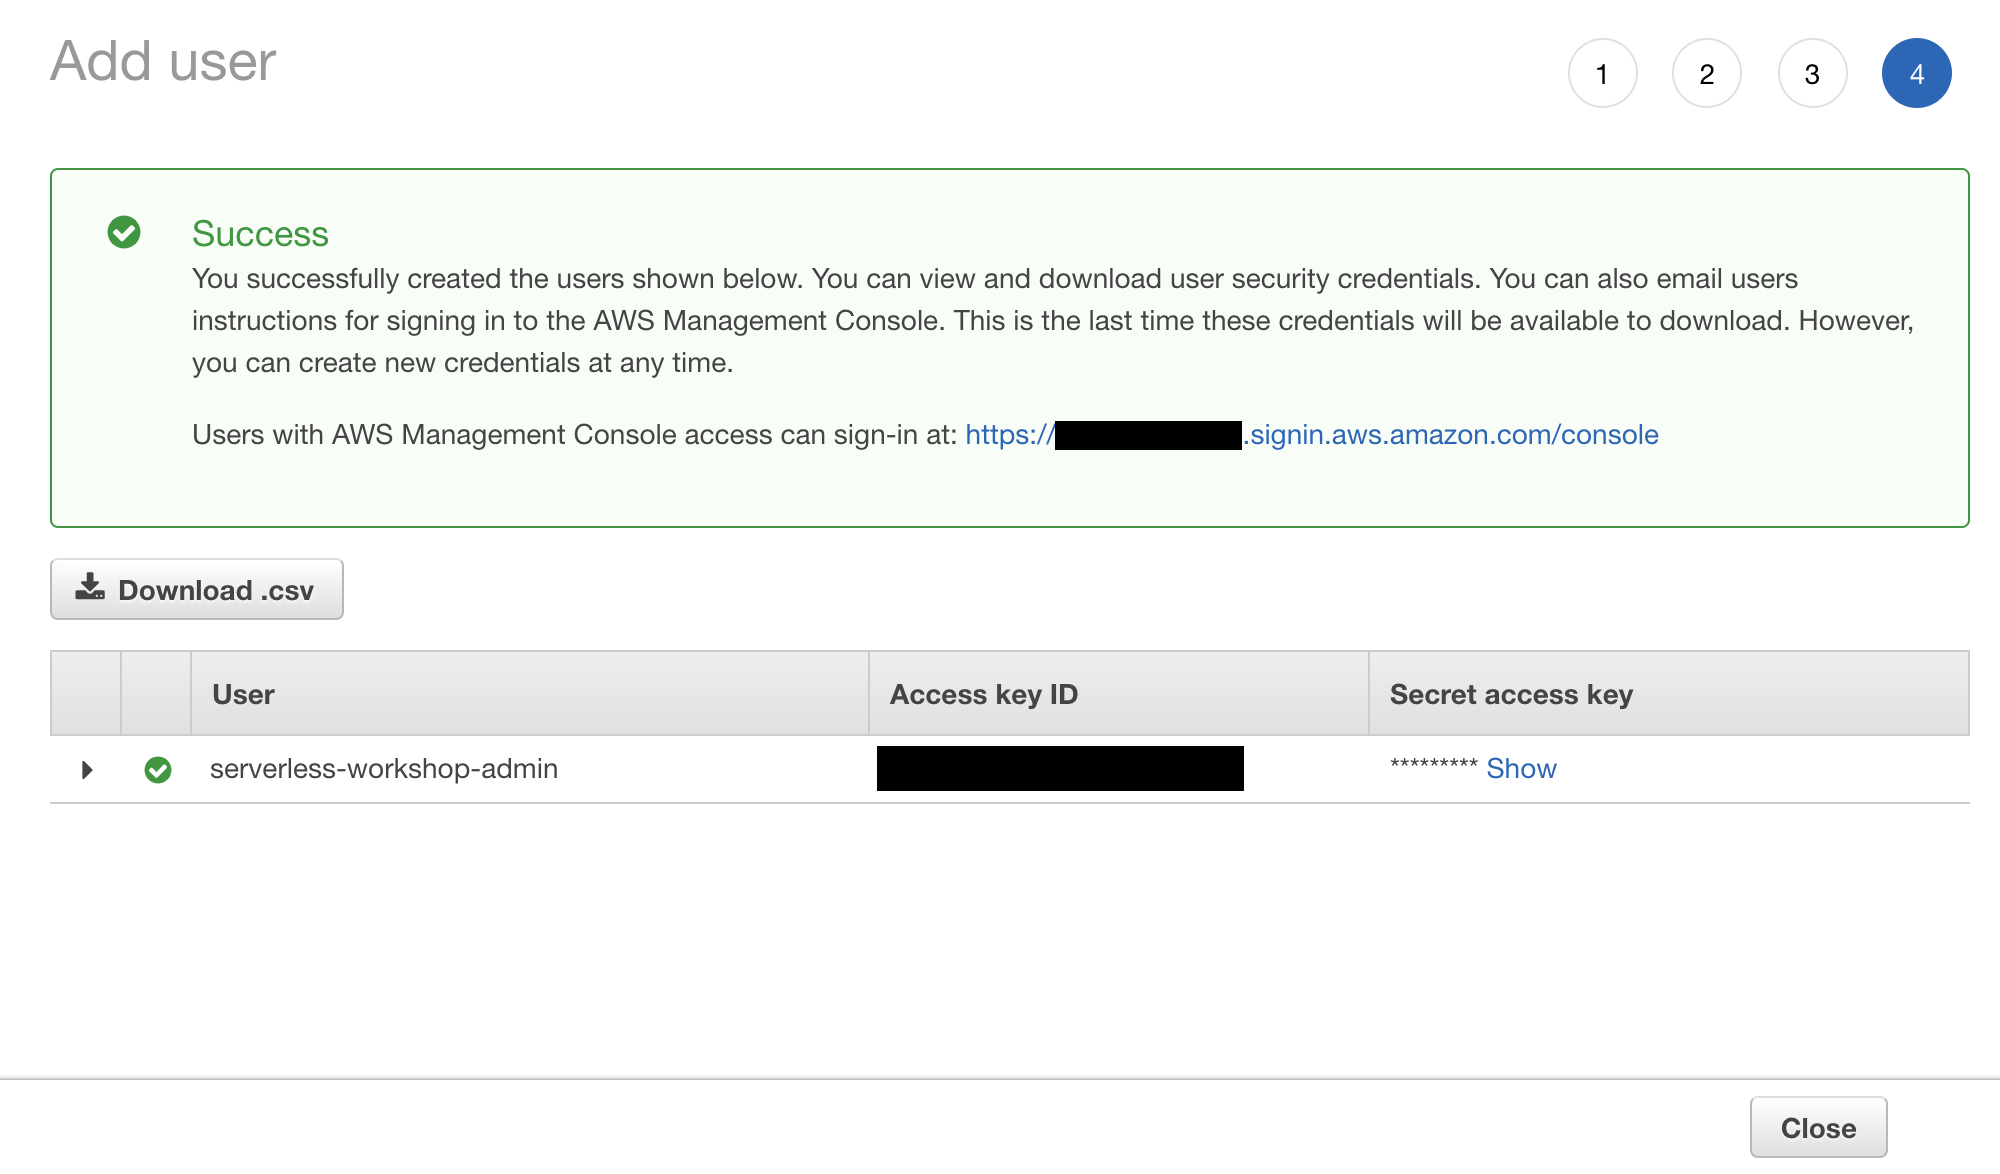 Add user
1 2 3 4
Success
You successfully created the users shown below. You can view and download user security credentials. You can also email users
instructions for signing in to the AWS Management Console. This is the last time these credentials will be available to download. However,
you can create new credentials at any time.
Users with AWS Management Console access can sign-in at: https:// .signin.aws.amazon.com/console
Download .csv
User Access key ID Secret access key
serverless-workshop-admin ********* Show
Close